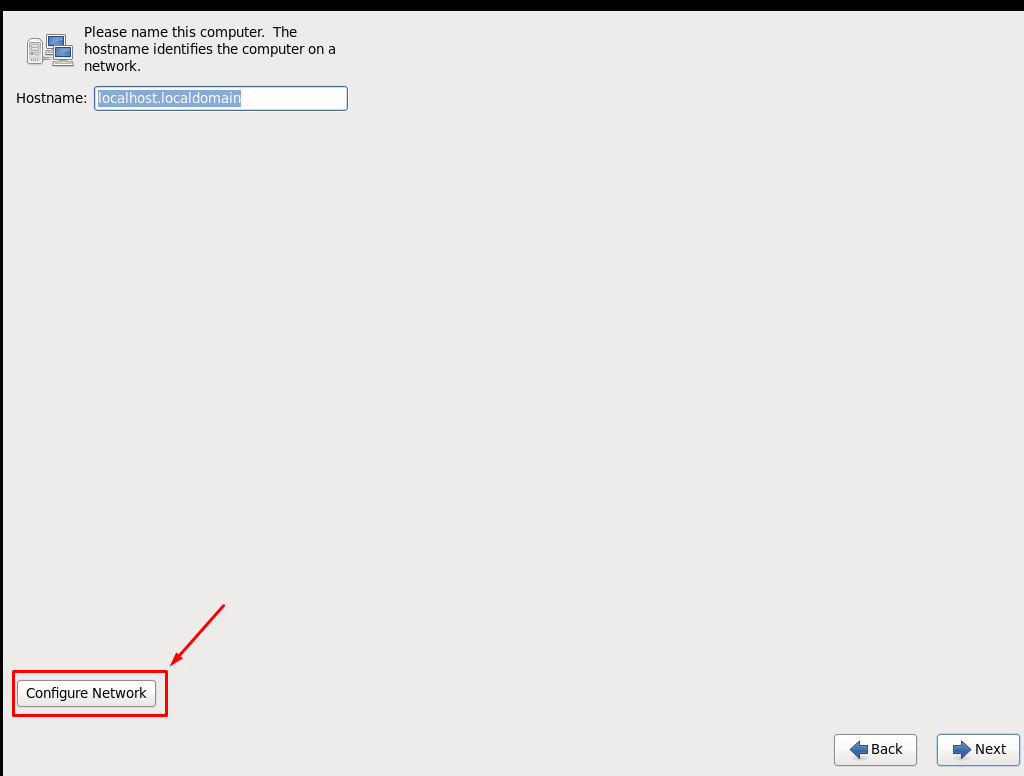 Please name this computer.  The
hostname identifies the computer on a
network.
Hostname: localhost.localdomain
Configure Network
Back Next